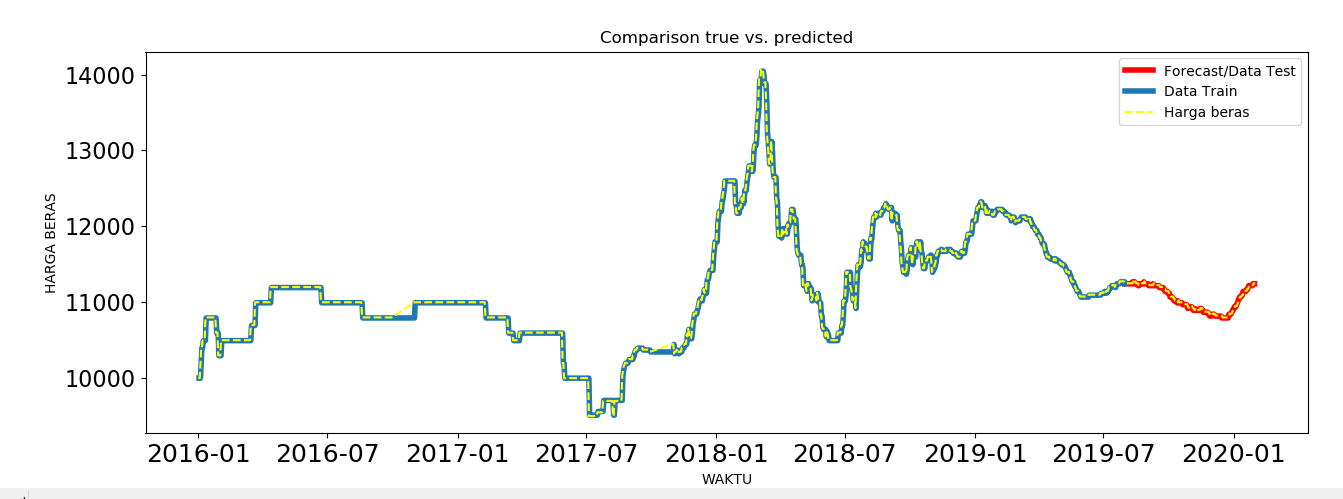 Comparison true vs. predicted
Forecast/Data Test
Data Train
Harga beras
HARGA BERAS
14000
13000
12000
11000
10000
2016-01 2016-07 2017-01 2017-07 2018-01 2018-07 2019-01 2019-07 2020-01
WAKTU